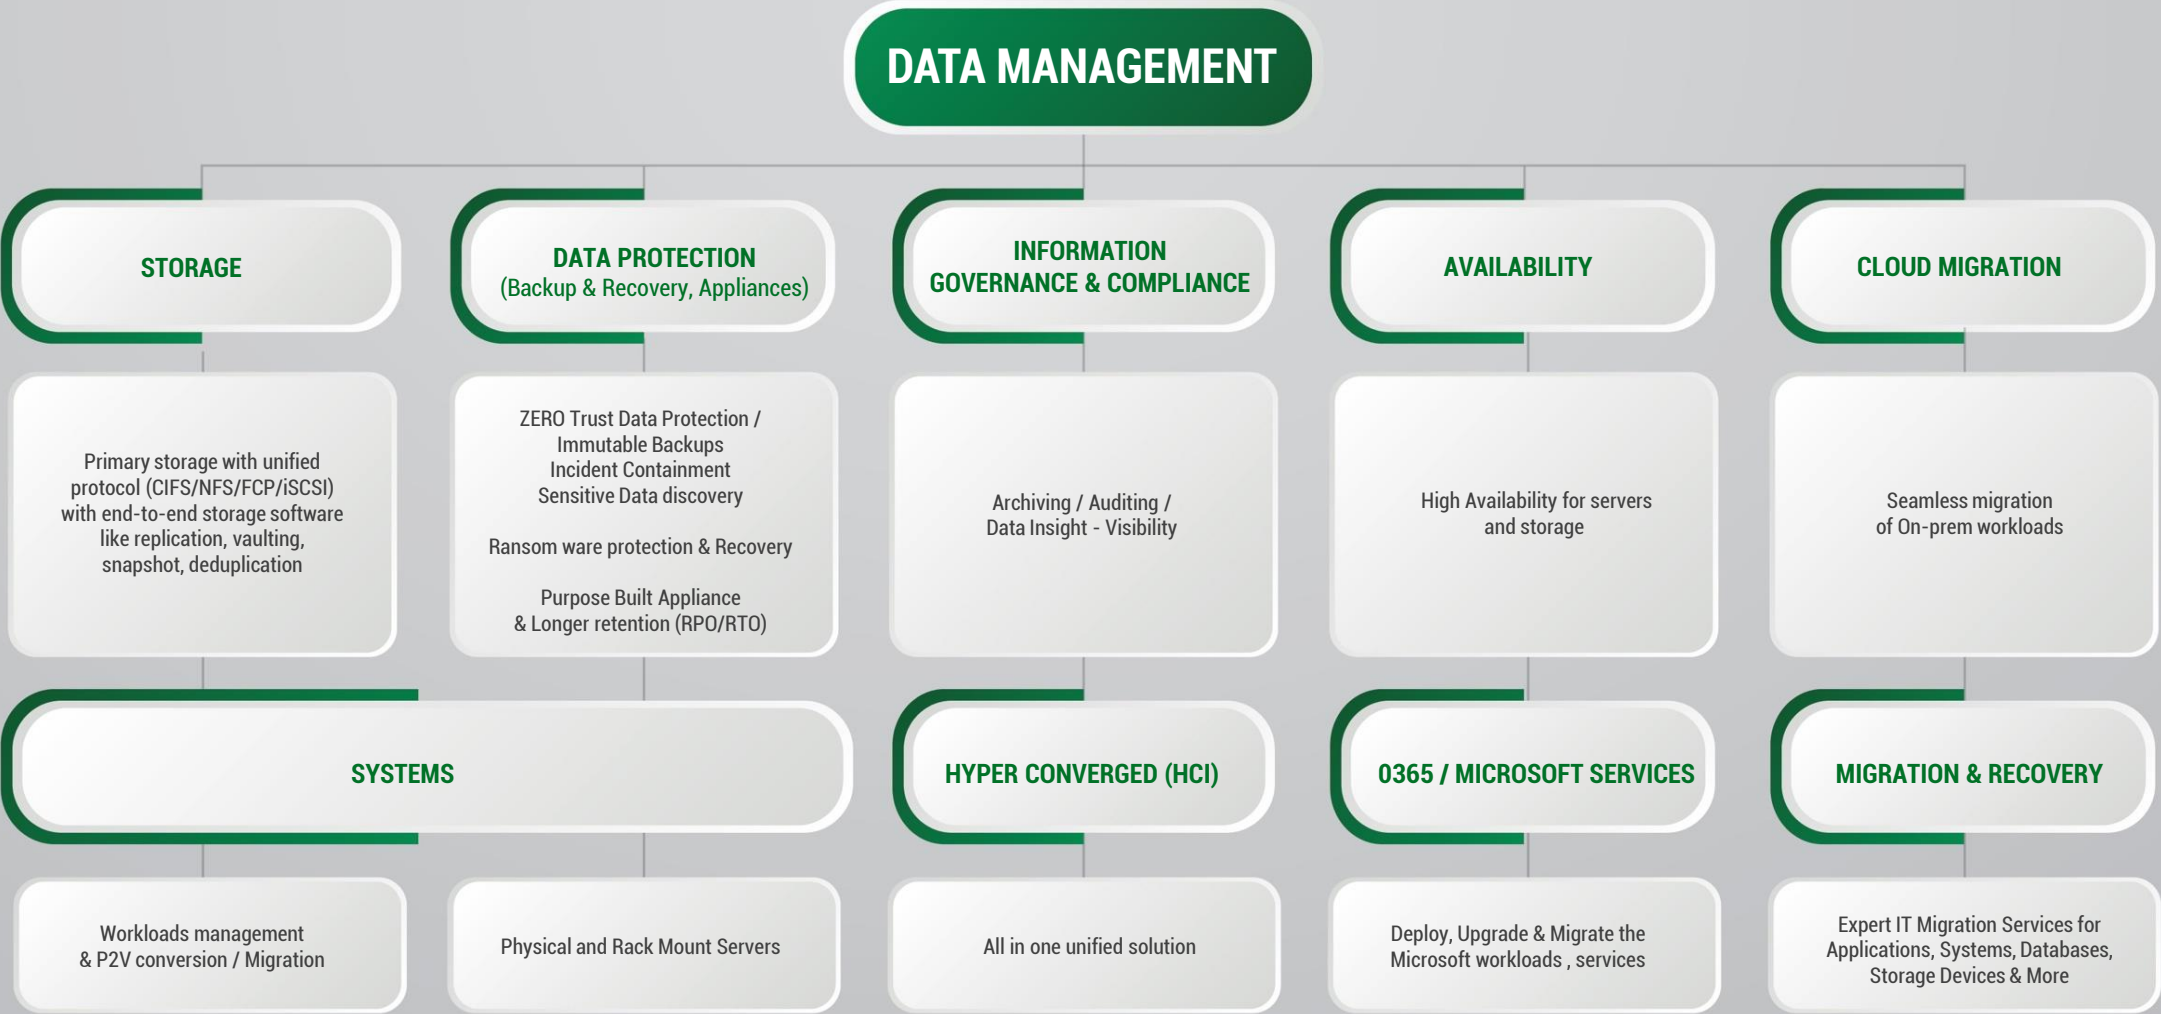 DATA MANAGEMENT
STORAGE
DATA PROTECTION
(Backup & Recovery, Appliances)
INFORMATION
GOVERNANCE & COMPLIANCE
AVAILABILITY
CLOUD MIGRATION
Primary storage with unified
protocol (CIFS/NFS/FCP/iSCSI)
with end-to-end storage software
like replication, vaulting,
snapshot, deduplication
ZERO Trust Data Protection /
Immutable Backups
Incident Containment
Sensitive Data discovery
Ransom ware protection & Recovery
Purpose Built Appliance
& Longer retention (RPO/RTO)
Archiving / Auditing /
Data Insight - Visibility
High Availability for servers
and storage
Seamless migration
of On-prem workloads
SYSTEMS
HYPER CONVERGED (HCI)
0365 / MICROSOFT SERVICES
MIGRATION & RECOVERY
Workloads management
& P2V conversion / Migration
Physical and Rack Mount Servers
All in one unified solution
Deploy, Upgrade & Migrate the
Microsoft workloads , services
Expert IT Migration Services for
Applications, Systems, Databases,
Storage Devices & More